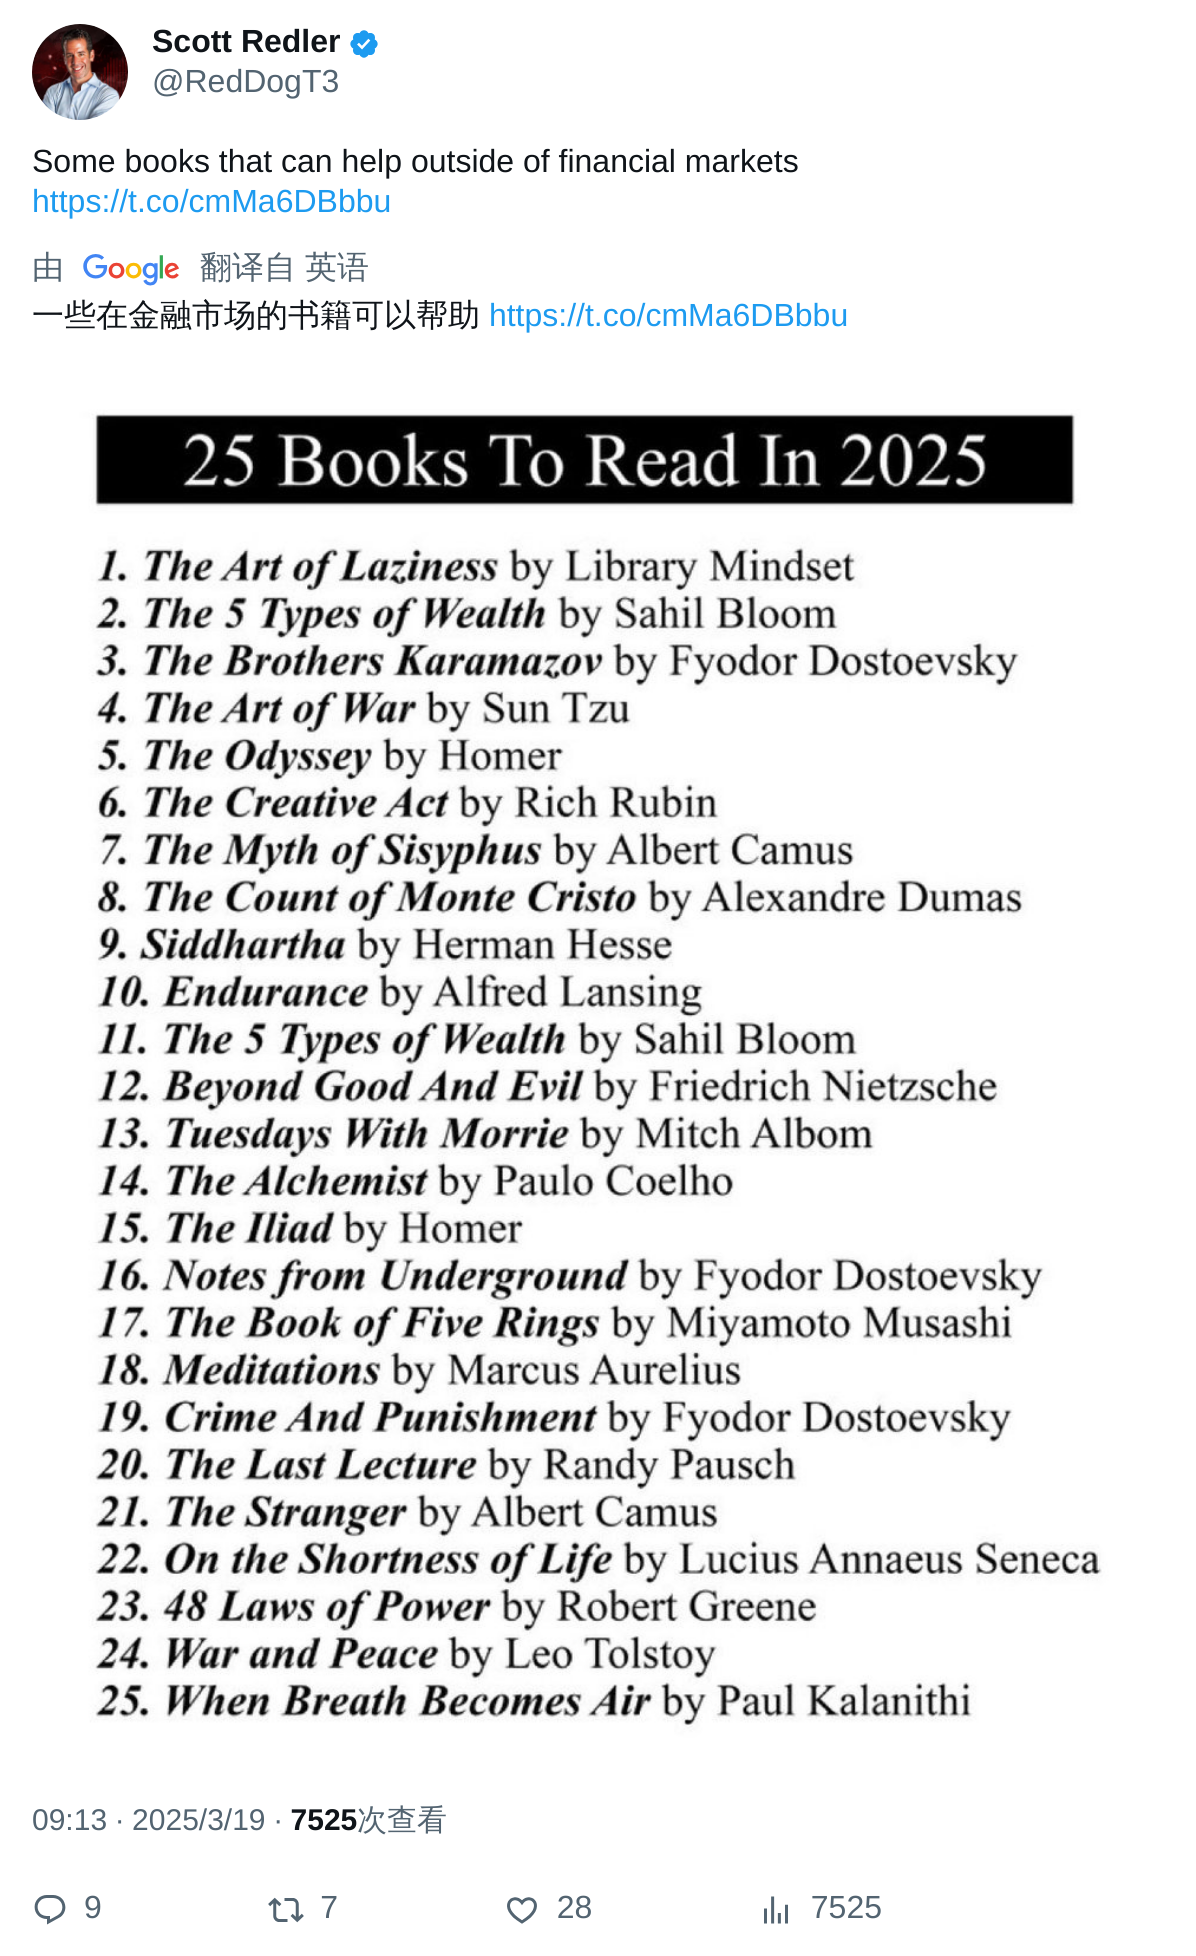 Scott Redler
@RedDogT3
Some books that can help outside of financial markets
https://t.co/cmMa6DBbbu
由 Google 翻译自 英语
一些在金融市场的书籍可以帮助 https://t.co/cmMa6DBbbu
25 Books To Read In 2025
1. The Art of Laziness by Library Mindset
2. The 5 Types of Wealth by Sahil Bloom
3. The Brothers Karamazov by Fyodor Dostoevsky
4. The Art of War by Sun Tzu
5. The Odyssey by Homer
6. The Creative Act by Rich Rubin
7. The Myth of Sisyphus by Albert Camus
8. The Count of Monte Cristo by Alexandre Dumas
9. Siddhartha by Herman Hesse
10. Endurance by Alfred Lansing
11. The 5 Types of Wealth by Sahil Bloom
12. Beyond Good And Evil by Friedrich Nietzsche
13. Tuesdays With Morrie by Mitch Albom
14. The Alchemist by Paulo Coelho
15. The Iliad by Homer
16. Notes from Underground by Fyodor Dostoevsky
17. The Book of Five Rings by Miyamoto Musashi
18. Meditations by Marcus Aurelius
19. Crime And Punishment by Fyodor Dostoevsky
20. The Last Lecture by Randy Pausch
21. The Stranger by Albert Camus
22. On the Shortness of Life by Lucius Annaeus Seneca
23. 48 Laws of Power by Robert Greene
24. War and Peace by Leo Tolstoy
25. When Breath Becomes Air by Paul Kalanithi
09:13 · 2025/3/19 · 7525次查看
9 7 28 7525